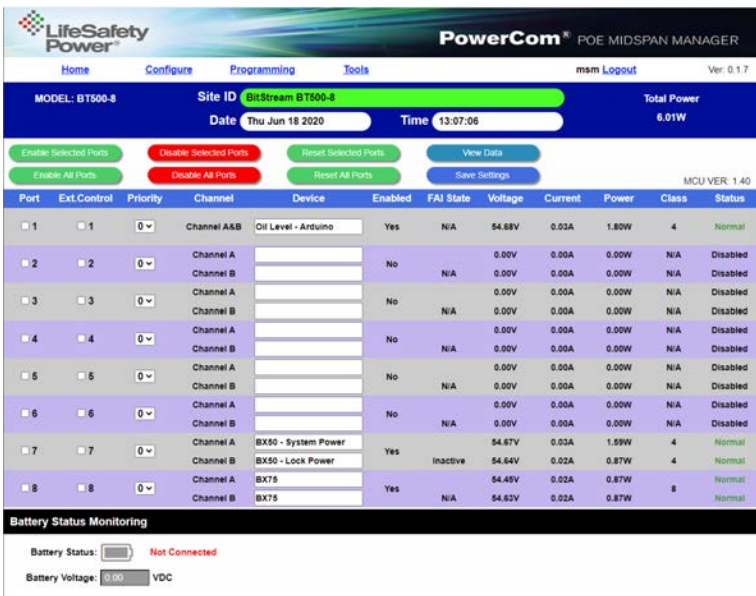 LifeSafety Power®
PowerCom® POE MIDSPAN MANAGER
Home Configure Programming Tools msm Logout Ver: 0.1.7
MODEL: BT500-8 Site ID BitStream BT500-8 Total Power
Date Thu Jun 18 2020 Time 13:07:06 6.01W
Enable Selected Ports Disable Selected Ports Reset Selected Ports View Data
Enable All Ports Disable All Ports Reset All Ports Save Settings MCU VER: 1.40
Port Ext.Control Priority Channel Device Enabled FAI State Voltage Current Power Class Status
1 1 0 Channel A&B Oil Level - Arduino Yes N/A 54.68V 0.03A 1.80W 4 Normal
Channel A 0.00V 0.00A 0.00W N/A Disabled
2 2 0 No
Channel B N/A 0.00V 0.00A 0.00W N/A Disabled
Channel A 0.00V 0.00A 0.00W N/A Disabled
3 3 0 No
Channel B N/A 0.00V 0.00A 0.00W N/A Disabled
Channel A 0.00V 0.00A 0.00W N/A Disabled
4 4 0 No
Channel B N/A 0.00V 0.00A 0.00W N/A Disabled
Channel A 0.00V 0.00A 0.00W N/A Disabled
5 5 0 No
Channel B N/A 0.00V 0.00A 0.00W N/A Disabled
Channel A 0.00V 0.00A 0.00W N/A Disabled
6 6 0 No
Channel B N/A 0.00V 0.00A 0.00W N/A Disabled
Channel A BX50 - System Power 54.67V 0.03A 1.59W 4 Normal
7 7 0 Yes
Channel B BX50 - Lock Power Inactive 54.64V 0.02A 0.87W 4 Normal
Channel A BX75 54.45V 0.02A 0.87W Normal
8 8 0 Yes 8
Channel B BX75 N/A 54.63V 0.02A 0.87W Normal
Battery Status Monitoring
Battery Status: Not Connected
Battery Voltage: 0.00 VDC